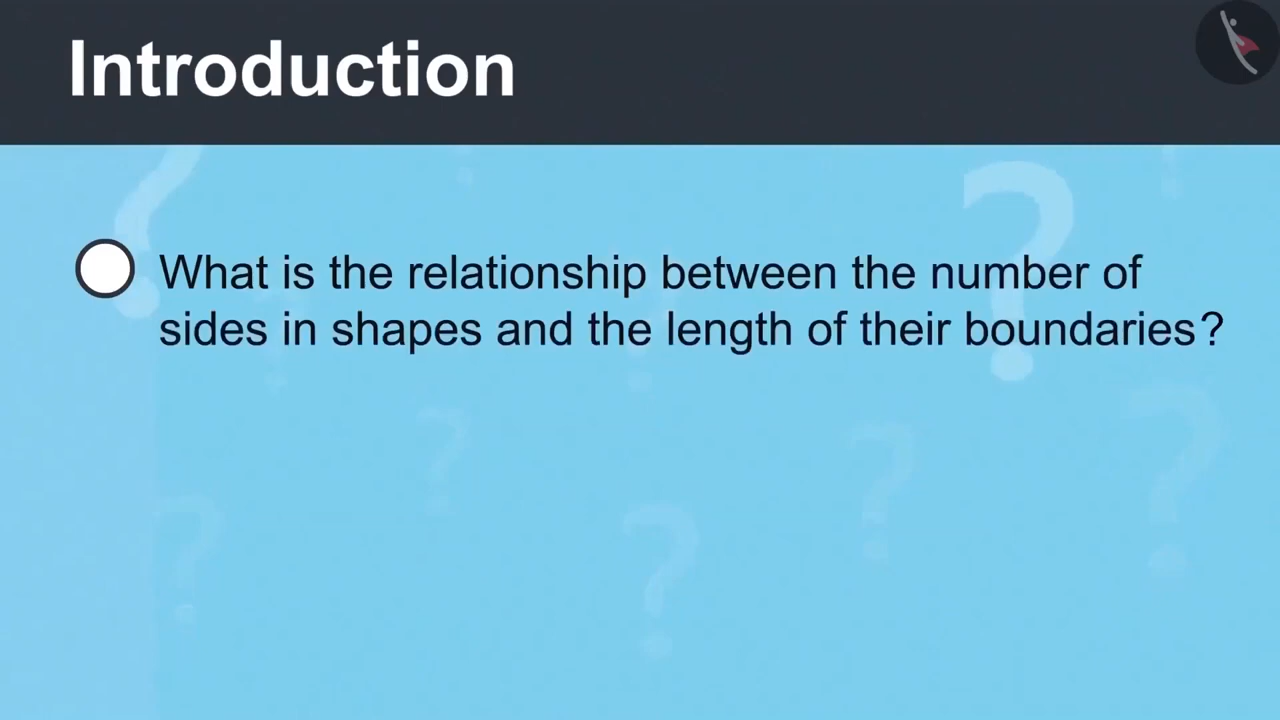 Introduction
What is the relationship between the number of
sides in shapes and the length of their boundaries?